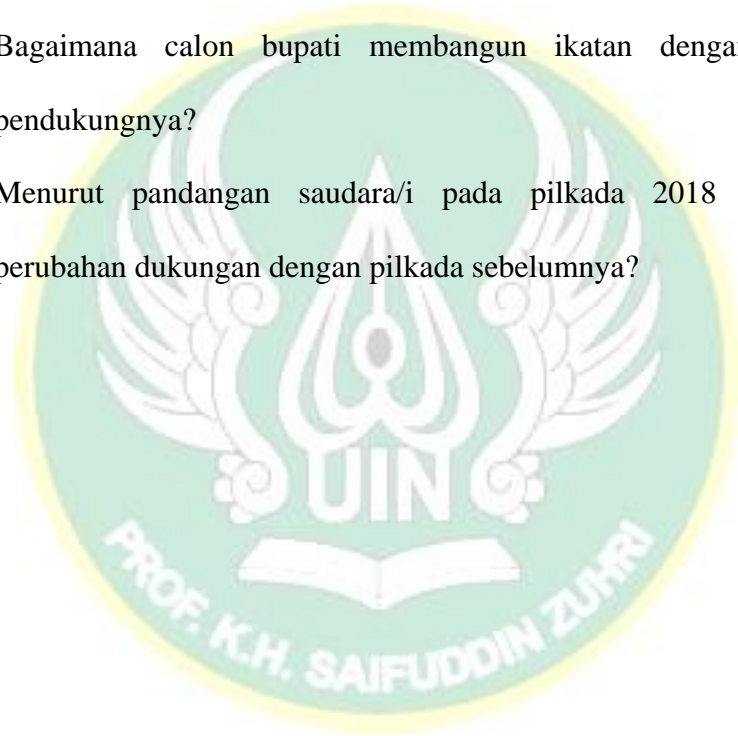 Bagaimana calon bupati membangun ikatan dengan
pendukungnya?
Menurut pandangan saudara/i pada pilkada 2018
perubahan dukungan dengan pilkada sebelumnya?
UIN
PROF. K.H. SAIFUDDIN ZUHRI